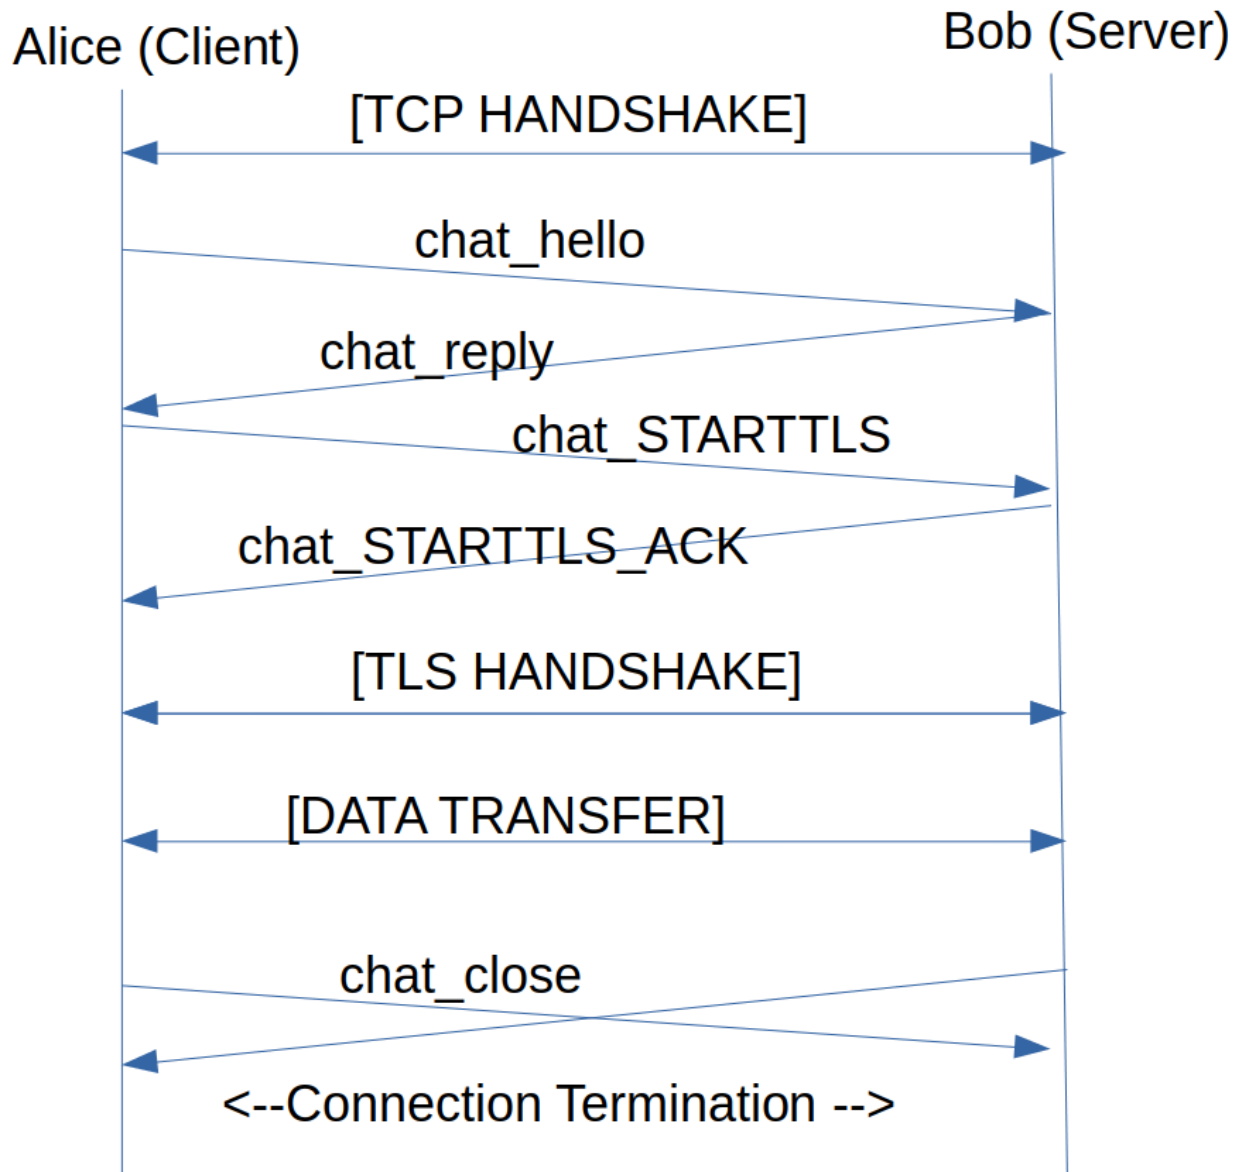 Alice (Client)
Bob (Server)
[TCP HANDSHAKE]
chat_hello
chat_reply
chat_STARTTLS
chat_STARTTLS_ACK
[TLS HANDSHAKE]
[DATA TRANSFER]
chat_close
<--Connection Termination -->